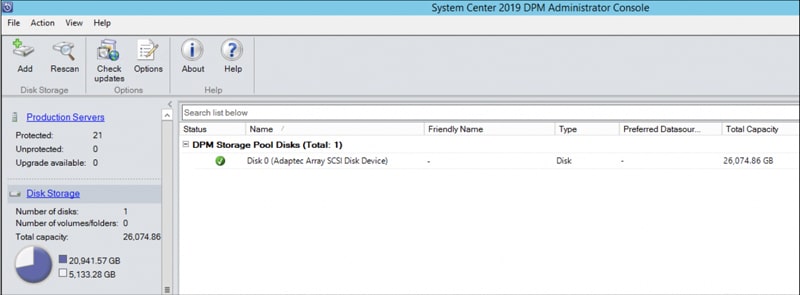 System Center 2019 DPM Administrator Console
File Action View Help
Add Rescan Check updates Options About Help
Disk Storage Options Help
Production Servers
Protected: 21
Unprotected: 0
Upgrade available: 0
Disk Storage
Number of disks: 1
Number of volumes/folders: 0
Total capacity: 26,074.86
20,941.57 GB
5,133.28 GB
Search list below
Status Name Friendly Name Type Preferred Datasour... Total Capacity
DPM Storage Pool Disks (Total: 1)
Disk 0 (Adaptec Array SCSI Disk Device) - Disk - 26,074.86 GB